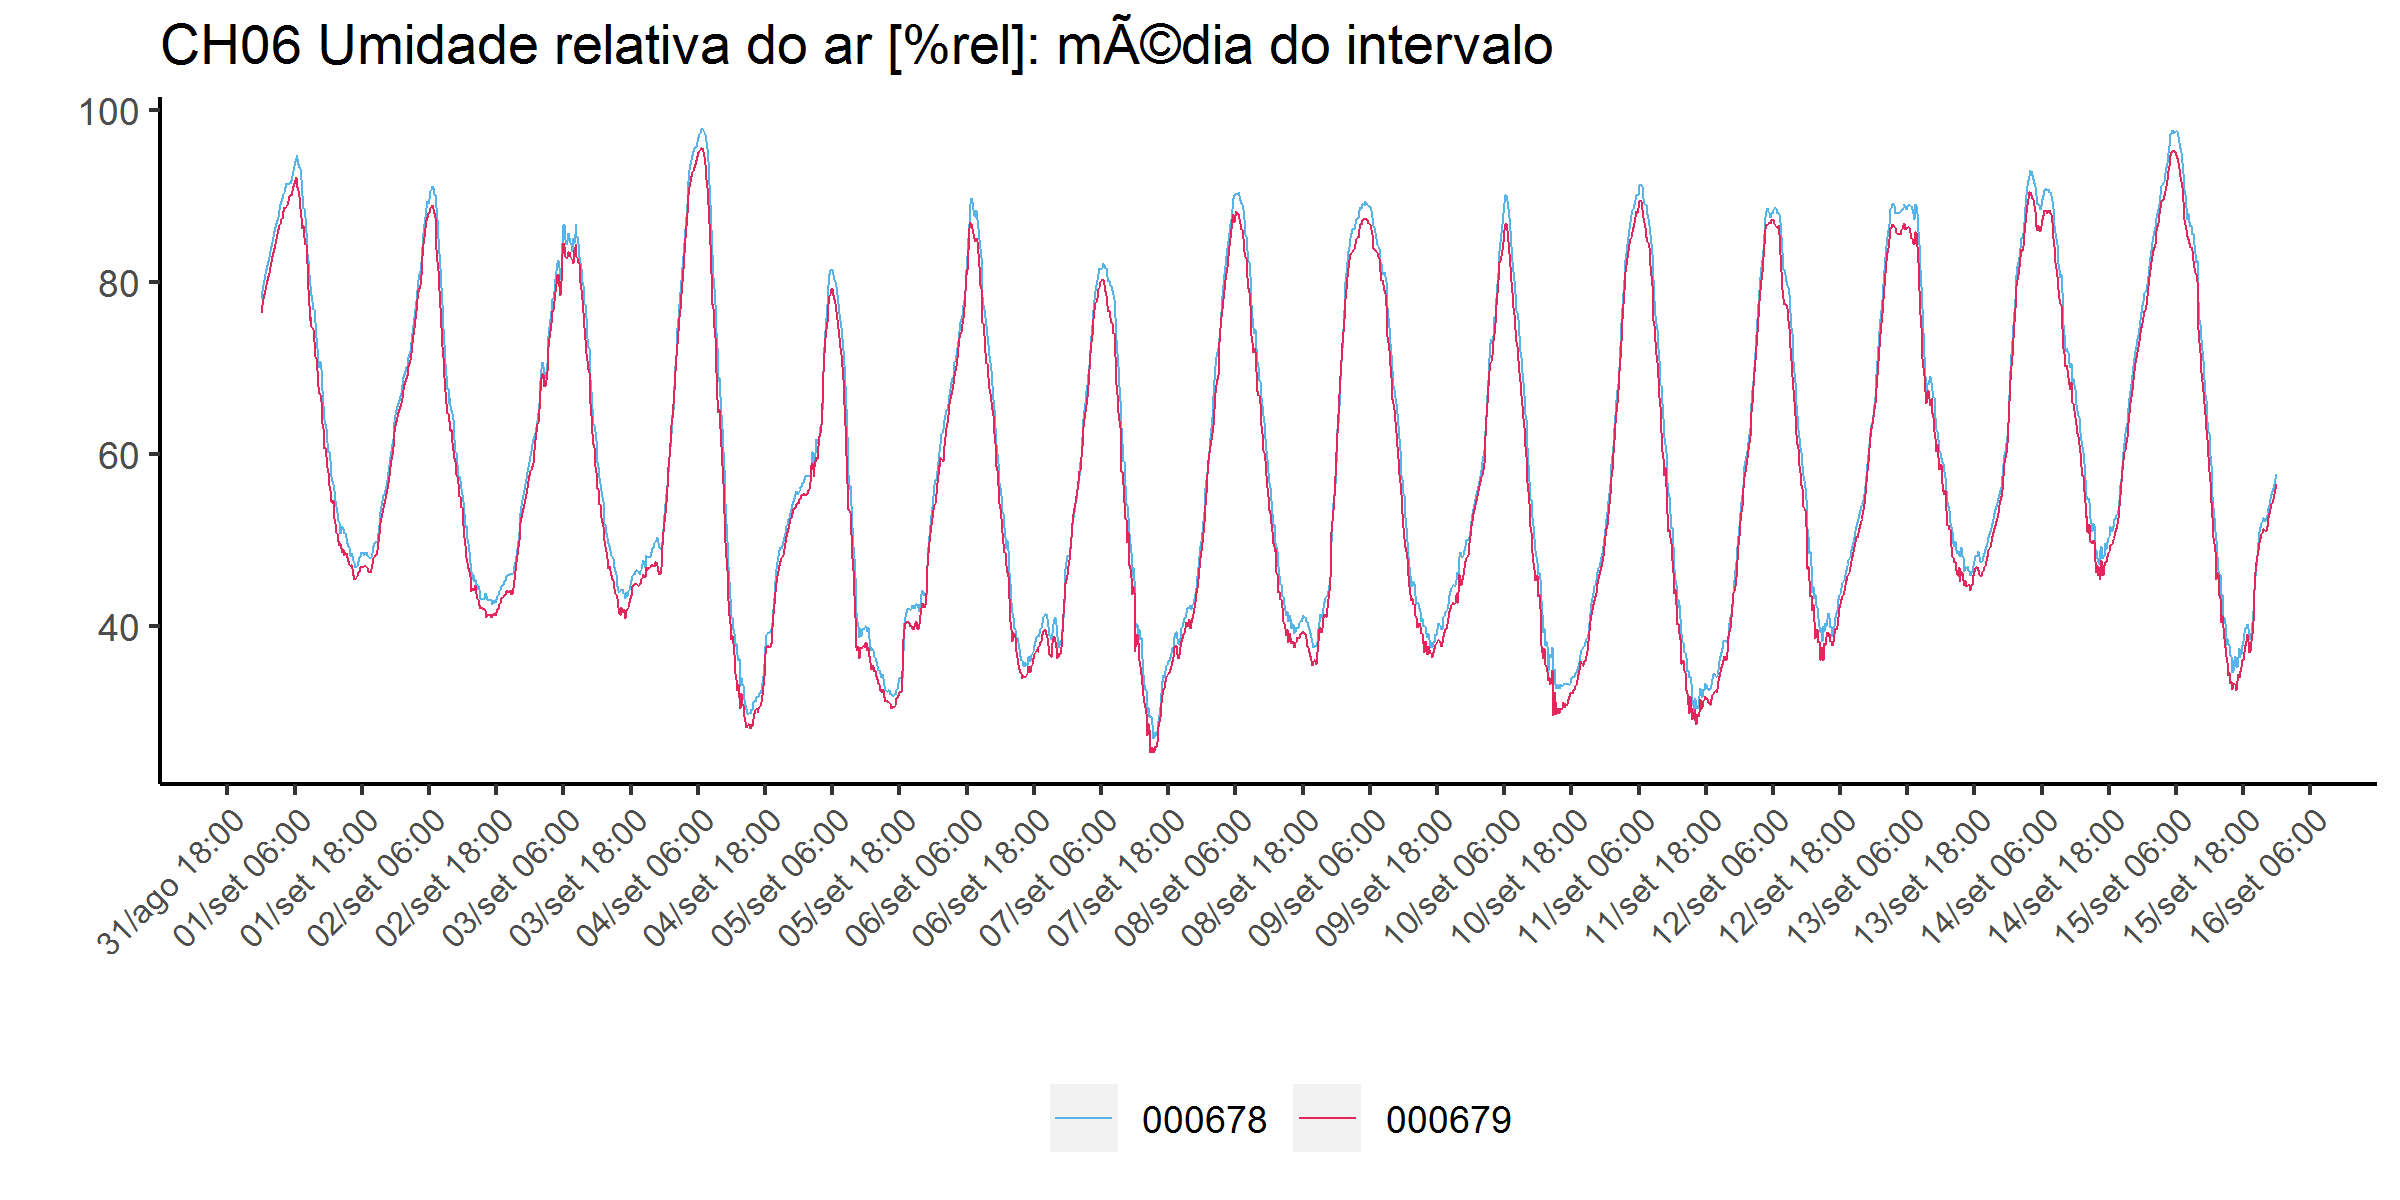 CH06 Umidade relativa do ar [%rel]: mÃ©dia do intervalo
100
80
60
40
31/ago 18:00
01/set 06:00
01/set 18:00
02/set 06:00
02/set 18:00
03/set 06:00
03/set 18:00
04/set 06:00
04/set 18:00
05/set 06:00
05/set 18:00
06/set 06:00
06/set 18:00
07/set 06:00
07/set 18:00
08/set 06:00
08/set 18:00
09/set 06:00
09/set 18:00
10/set 06:00
10/set 18:00
11/set 06:00
11/set 18:00
12/set 06:00
12/set 18:00
13/set 06:00
13/set 18:00
14/set 06:00
14/set 18:00
15/set 06:00
15/set 18:00
16/set 06:00
000678 000679